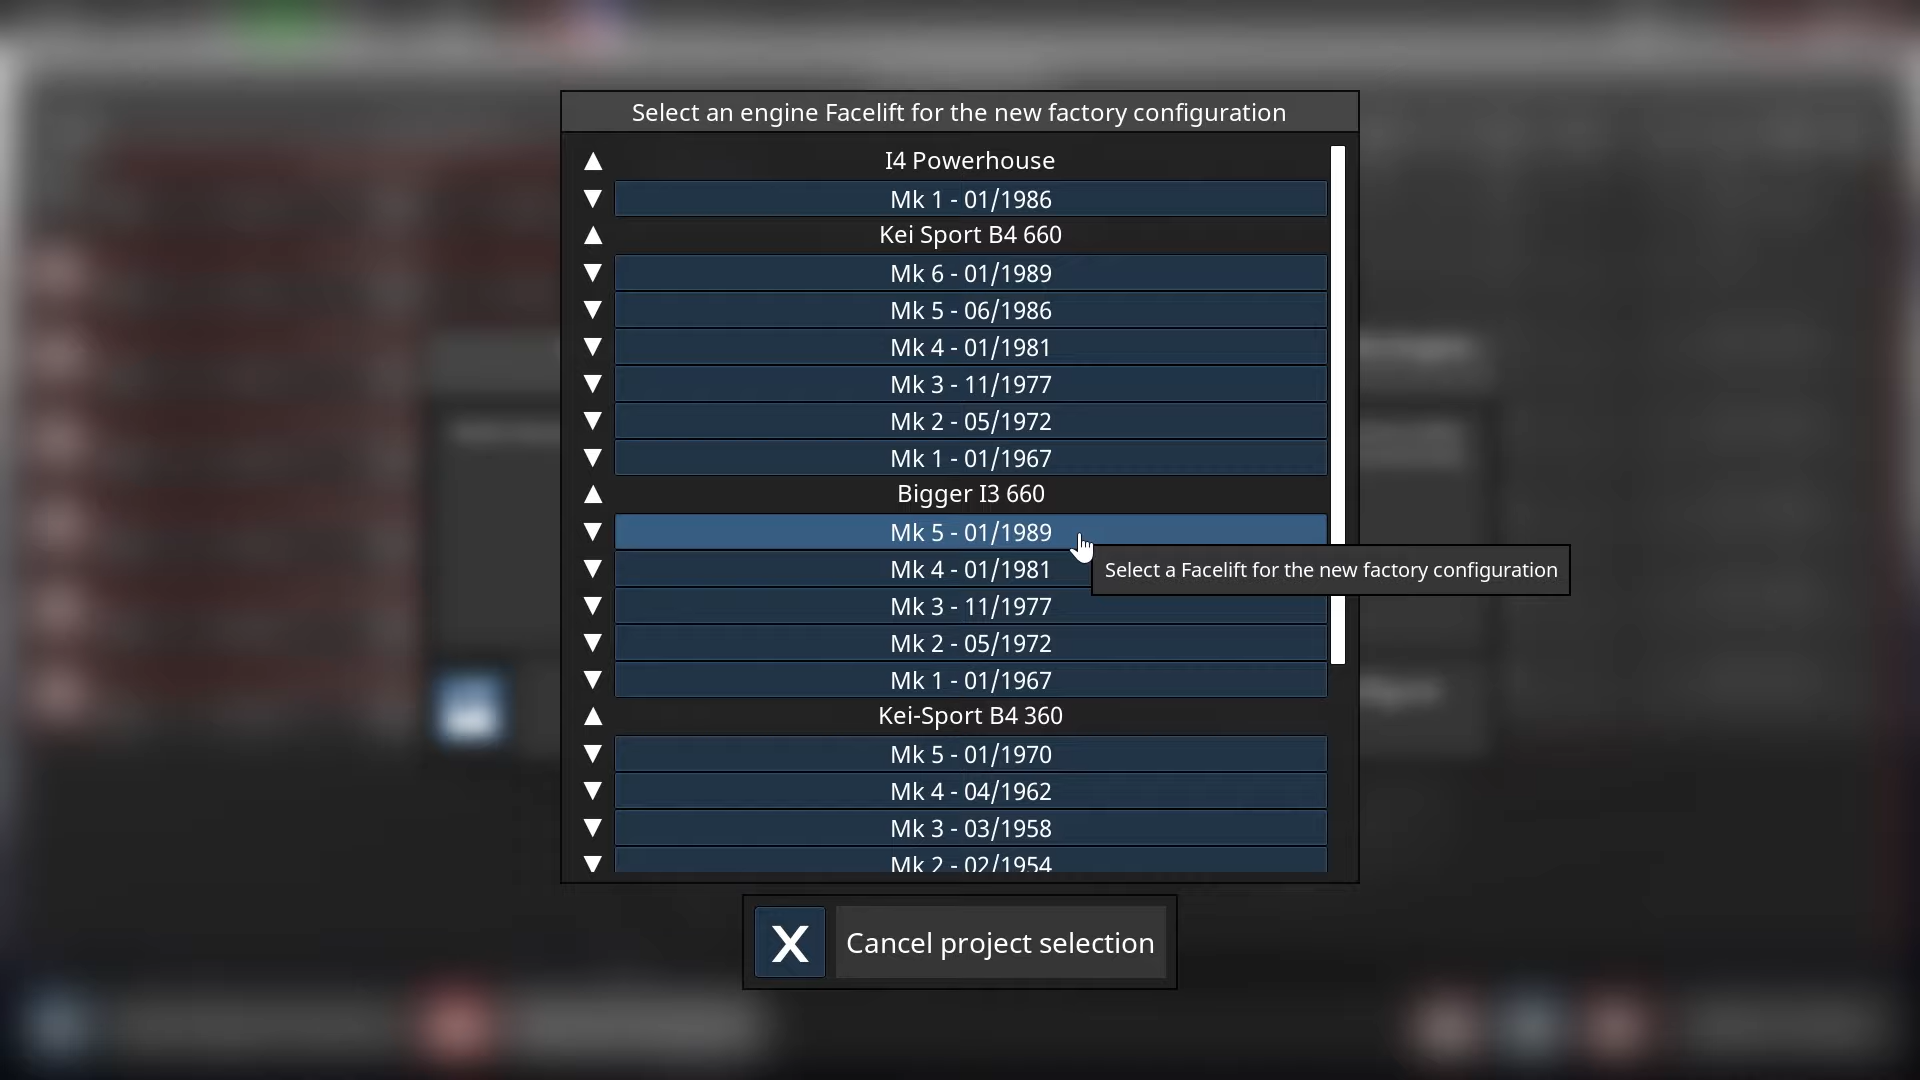 Select an engine Facelift for the new factory configuration
I4 Powerhouse
Mk 1 - 01/1986
Kei Sport B4 660
Mk 6 - 01/1989
Mk 5 - 06/1986
Mk 4 - 01/1981
Mk 3 - 11/1977
Mk 2 - 05/1972
Mk 1 - 01/1967
Bigger I3 660
Mk 5 - 01/1989
Mk 4 - 01/1981
Select a Facelift for the new factory configuration
Mk 3 - 11/1977
Mk 2 - 05/1972
Mk 1 - 01/1967
Kei-Sport B4 360
Mk 5 - 01/1970
Mk 4 - 04/1962
Mk 3 - 03/1958
Mk 2 - 02/1954
X Cancel project selection